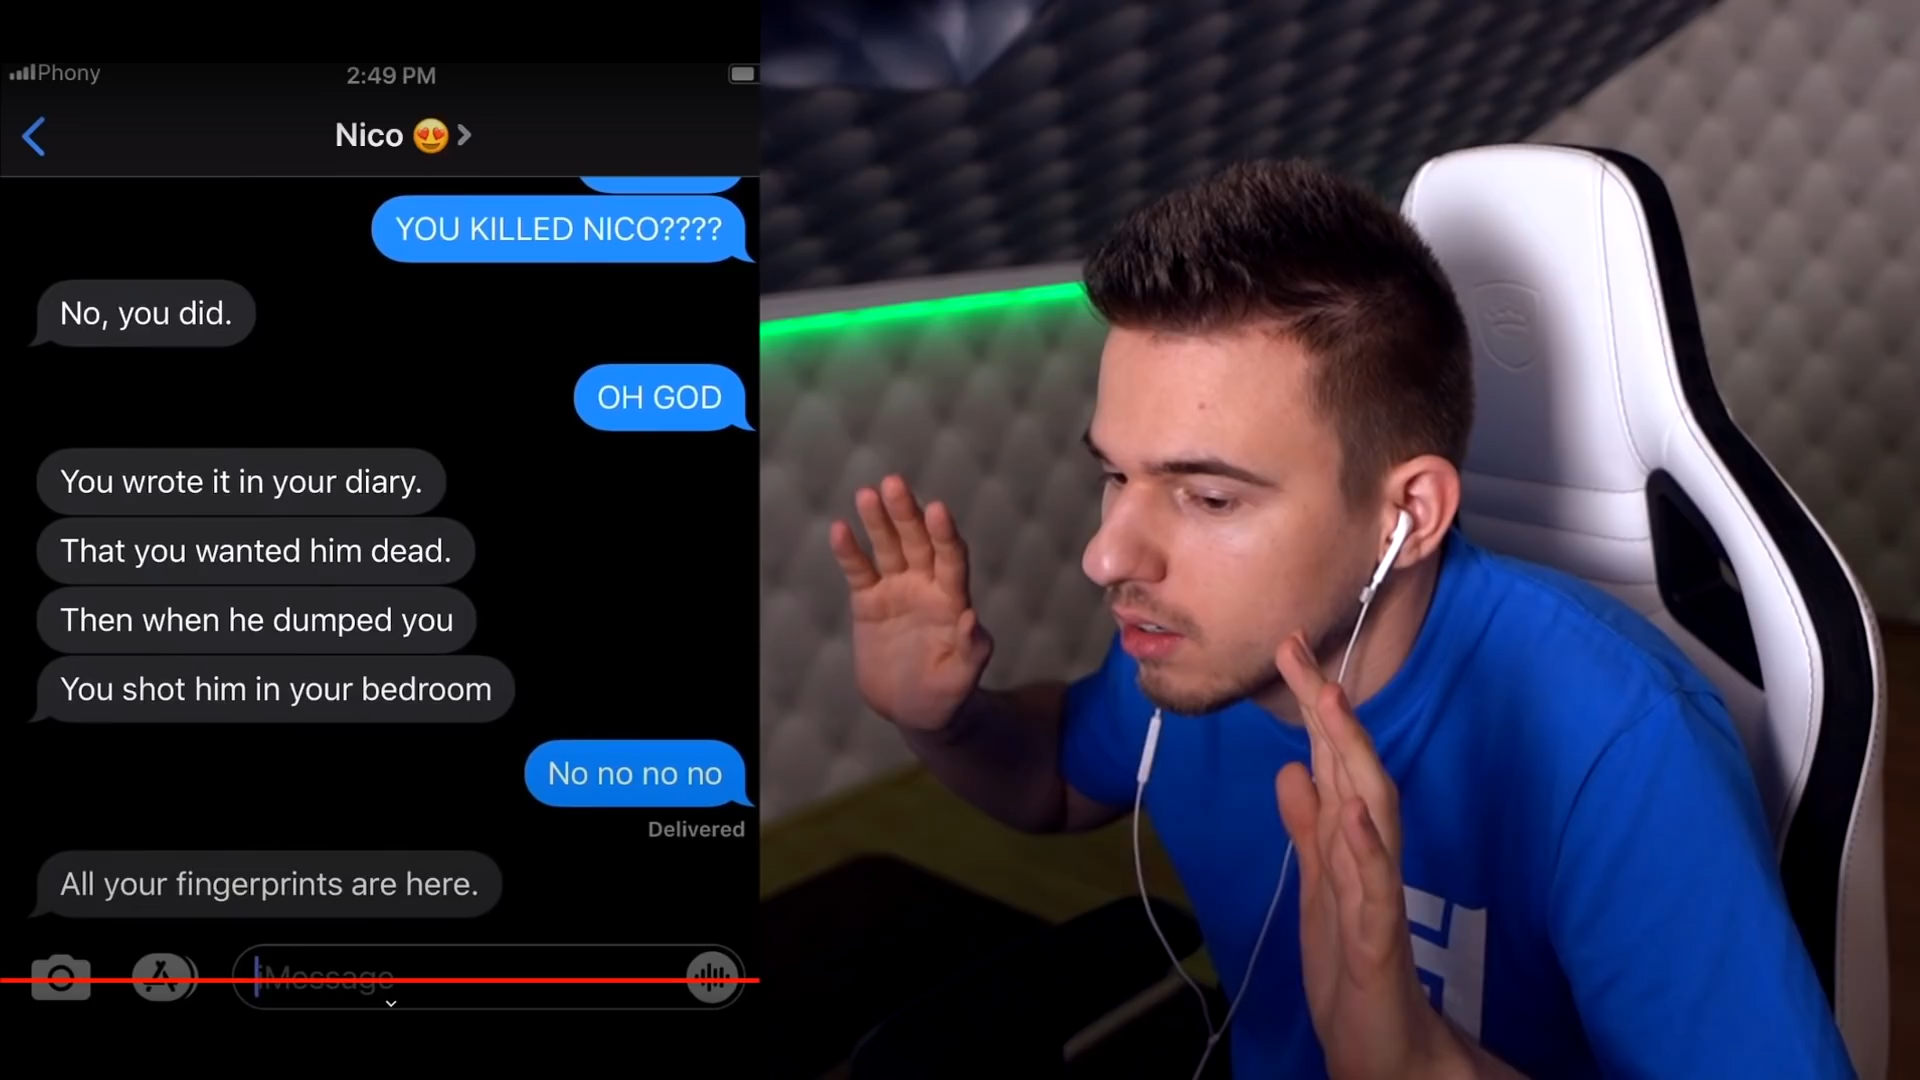 Phony
2:49 PM
Nico 😍
YOU KILLED NICO????
No, you did.
OH GOD
You wrote it in your diary.
That you wanted him dead.
Then when he dumped you
You shot him in your bedroom
No no no no
Delivered
All your fingerprints are here.
iMessage